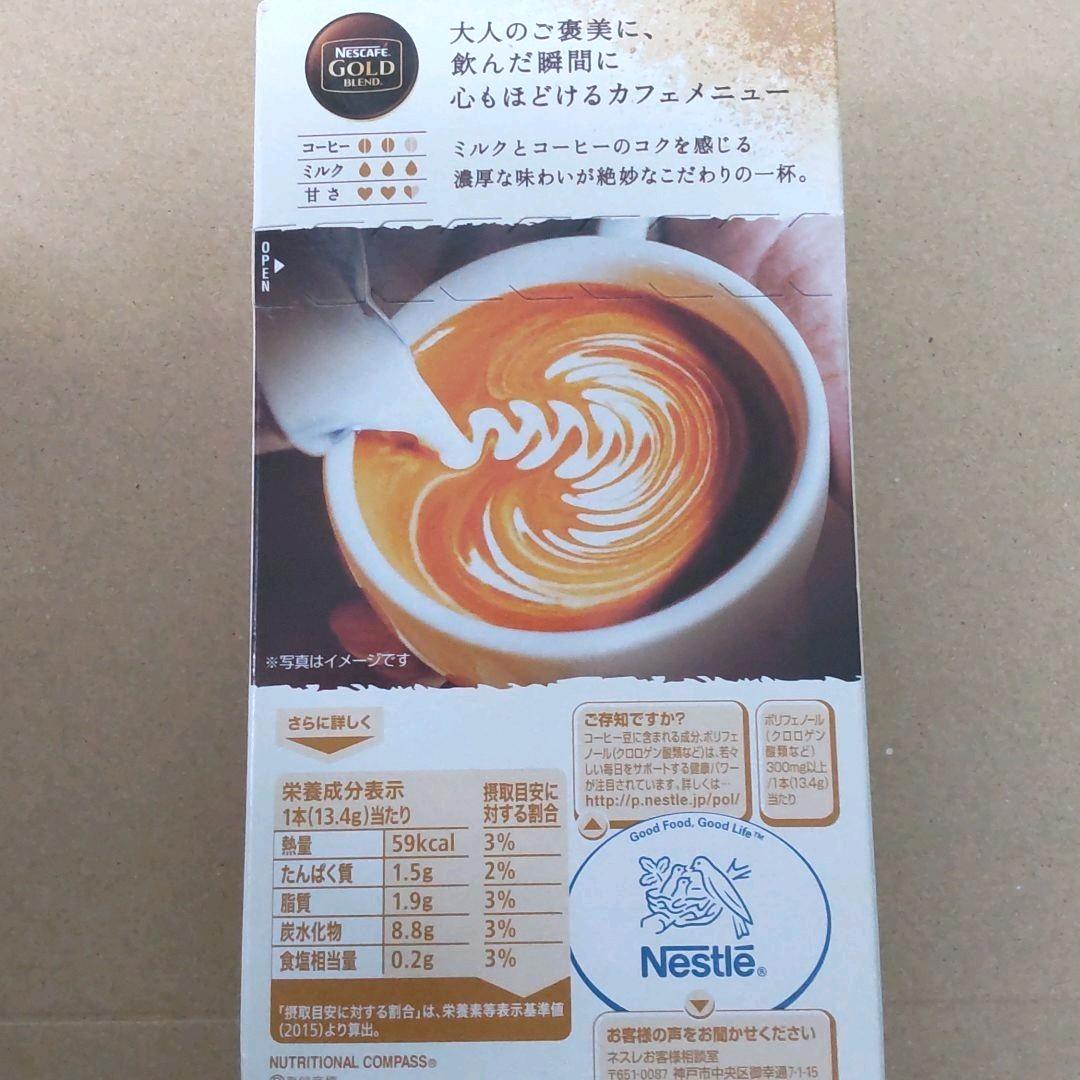 NESCAFÉ
GOLD
BLEND
大人のご褒美に、
飲んだ瞬間に
心もほどけるカフェメニュー
コーヒー
ミルク
甘さ
ミルクとコーヒーのコクを感じる
濃厚な味わいが絶妙なこだわりの一杯。
OPEN
※写真はイメージです
さらに詳しく
栄養成分表示
1本(13.4g)当たり
摂取目安に
対する割合
熱量 59kcal 3%
たんぱく質 1.5g 2%
脂質 1.9g 3%
炭水化物 8.8g 3%
食塩相当量 0.2g 3%
「摂取目安に対する割合」は、栄養素等表示基準値
(2015)より算出。
NUTRITIONAL COMPASS®
ご存知ですか?
コーヒー豆に含まれる成分、ポリフェ
ノール(クロロゲン酸類など)は、若々
しい毎日をサポートする健康パワー
が注目されています。詳しくは…
http://p.nestle.jp/pol/
ポリフェノール
(クロロゲン
酸類など)
300mg以上
/1本(13.4g)
当たり
Good Food, Good Life™
Nestlé®
お客様の声をお聞かせください
ネスレお客様相談室
〒651-0087 神戸市中央区御幸通7-1-15